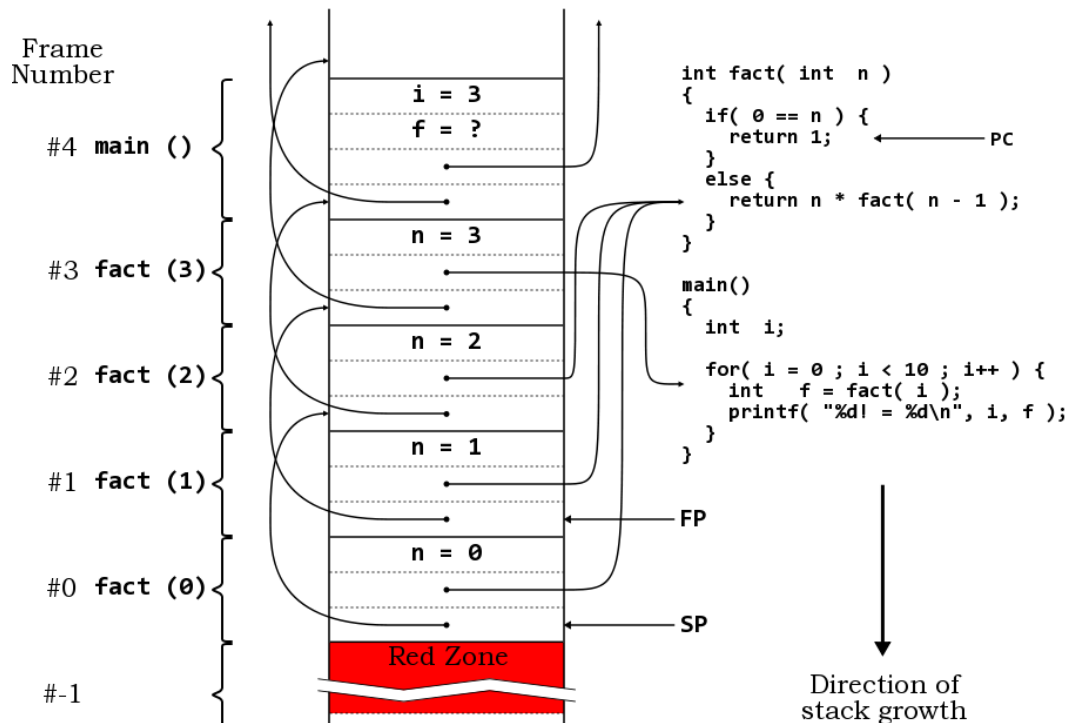 Frame
Number
#4 main ()
i = 3
f = ?
#3 fact (3)
n = 3
#2 fact (2)
n = 2
#1 fact (1)
n = 1
FP
#0 fact (0)
n = 0
SP
#-1
Red Zone
int fact( int  n )
{
  if( 0 == n ) {
    return 1;
PC
  }
  else {
    return n * fact( n - 1 );
  }
}
main()
{
  int  i;
  for( i = 0 ; i < 10 ; i++ ) {
    int   f = fact( i );
    printf( "%d! = %d\n", i, f );
  }
}
Direction of
stack growth